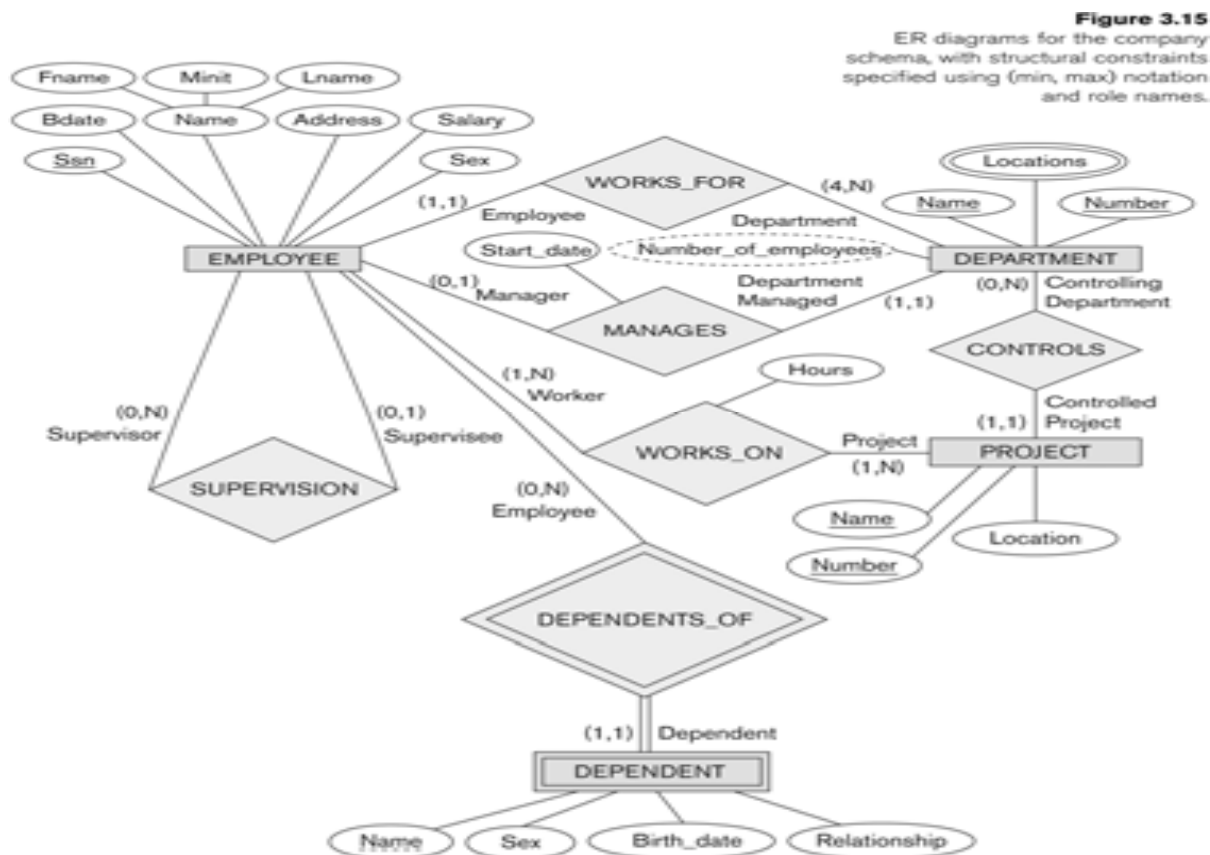 Figure 3.15
ER diagrams for the company
schema, with structural constraints
specified using (min, max) notation
and role names.
Fname
Minit
Lname
Bdate
Name
Address
Salary
Ssn
Sex
WORKS_FOR
Locations
Name
Number
(1,1)
Employee
(4,N)
Department
EMPLOYEE
Start_date
Number_of_employees
DEPARTMENT
(0,1)
Manager
MANAGES
Department
Managed
(1,1)
(0,N)
Controlling
Department
CONTROLS
(1,N)
Worker
Hours
(0,N)
Supervisor
(0,1)
Supervisee
SUPERVISION
WORKS_ON
Project
(1,N)
Controlled
Project
(1,1)
PROJECT
(0,N)
Employee
Name
Number
Location
DEPENDENTS_OF
(1,1)
Dependent
DEPENDENT
Name
Sex
Birth_date
Relationship